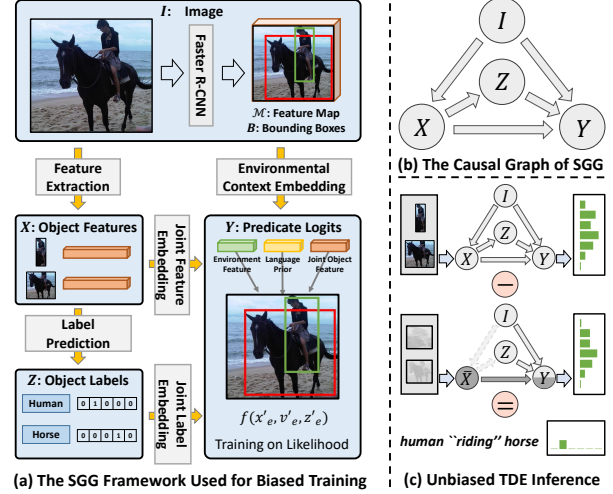 I: Image
Faster R-CNN
ℳ: Feature Map
B: Bounding Boxes
Feature
Extraction
Environmental
Context Embedding
X: Object Features
Joint Feature
Embedding
Y: Predicate Logits
Environment
Feature
Language
Prior
Joint Object
Feature
Label
Prediction
Z: Object Labels
Human
0 1 0 0 0
Horse
0 0 0 1 0
Joint Label
Embedding
f(x'ₑ, v'ₑ, z'ₑ)
Training on Likelihood
(a) The SGG Framework Used for Biased Training
I
Z
X
Y
(b) The Causal Graph of SGG
I
Z
X
Y
−
I
Z
X̄
Y
=
human ``riding'' horse
(c) Unbiased TDE Inference